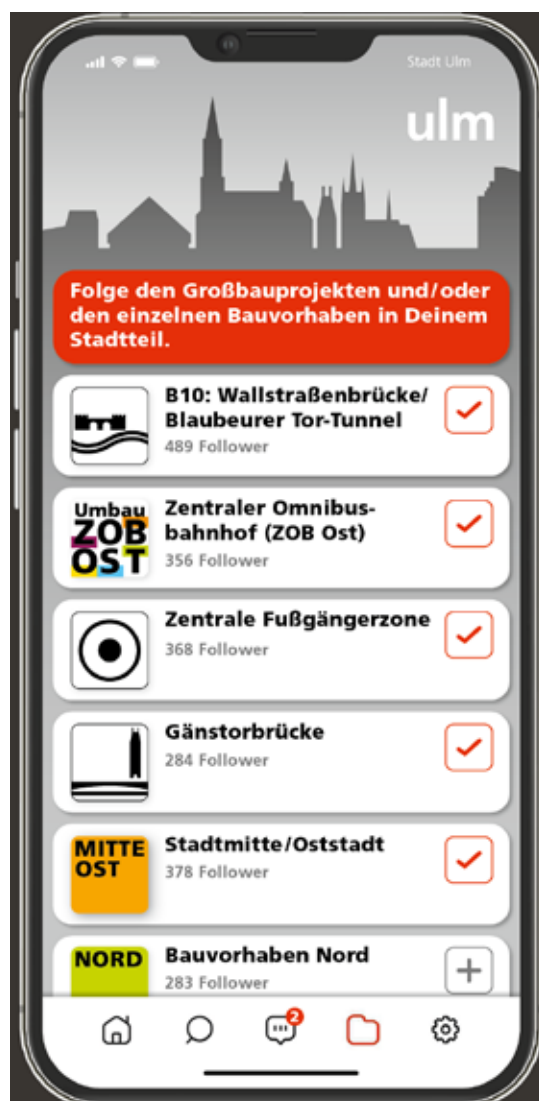 Stadt Ulm
ulm
Folge den Großbauprojekten und/oder
den einzelnen Bauvorhaben in Deinem
Stadtteil.
B10: Wallstraßenbrücke/
Blaubeurer Tor-Tunnel
489 Follower
Umbau
ZOB
OST
Zentraler Omnibus-
bahnhof (ZOB Ost)
356 Follower
Zentrale Fußgängerzone
368 Follower
Gänstorbrücke
284 Follower
MITTE
OST
Stadtmitte/Oststadt
378 Follower
NORD
Bauvorhaben Nord
283 Follower
2